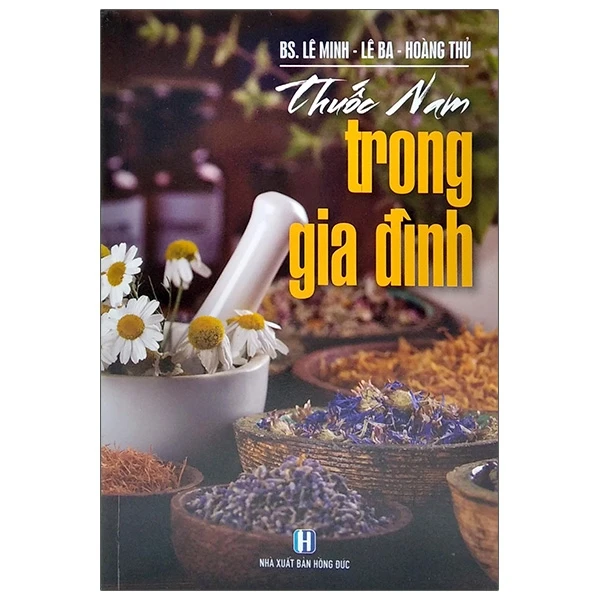 BS. LÊ MINH - LÊ BA - HOÀNG THỦ
Thuốc Nam
trong
gia đình
H
NHÀ XUẤT BẢN HỒNG ĐỨC